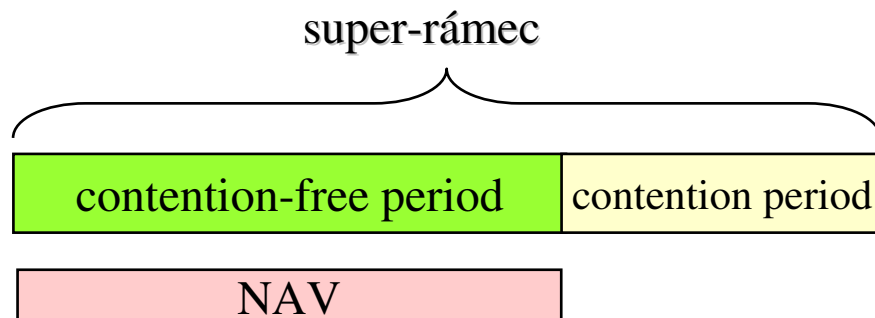 super-rámec
contention-free period
contention period
NAV